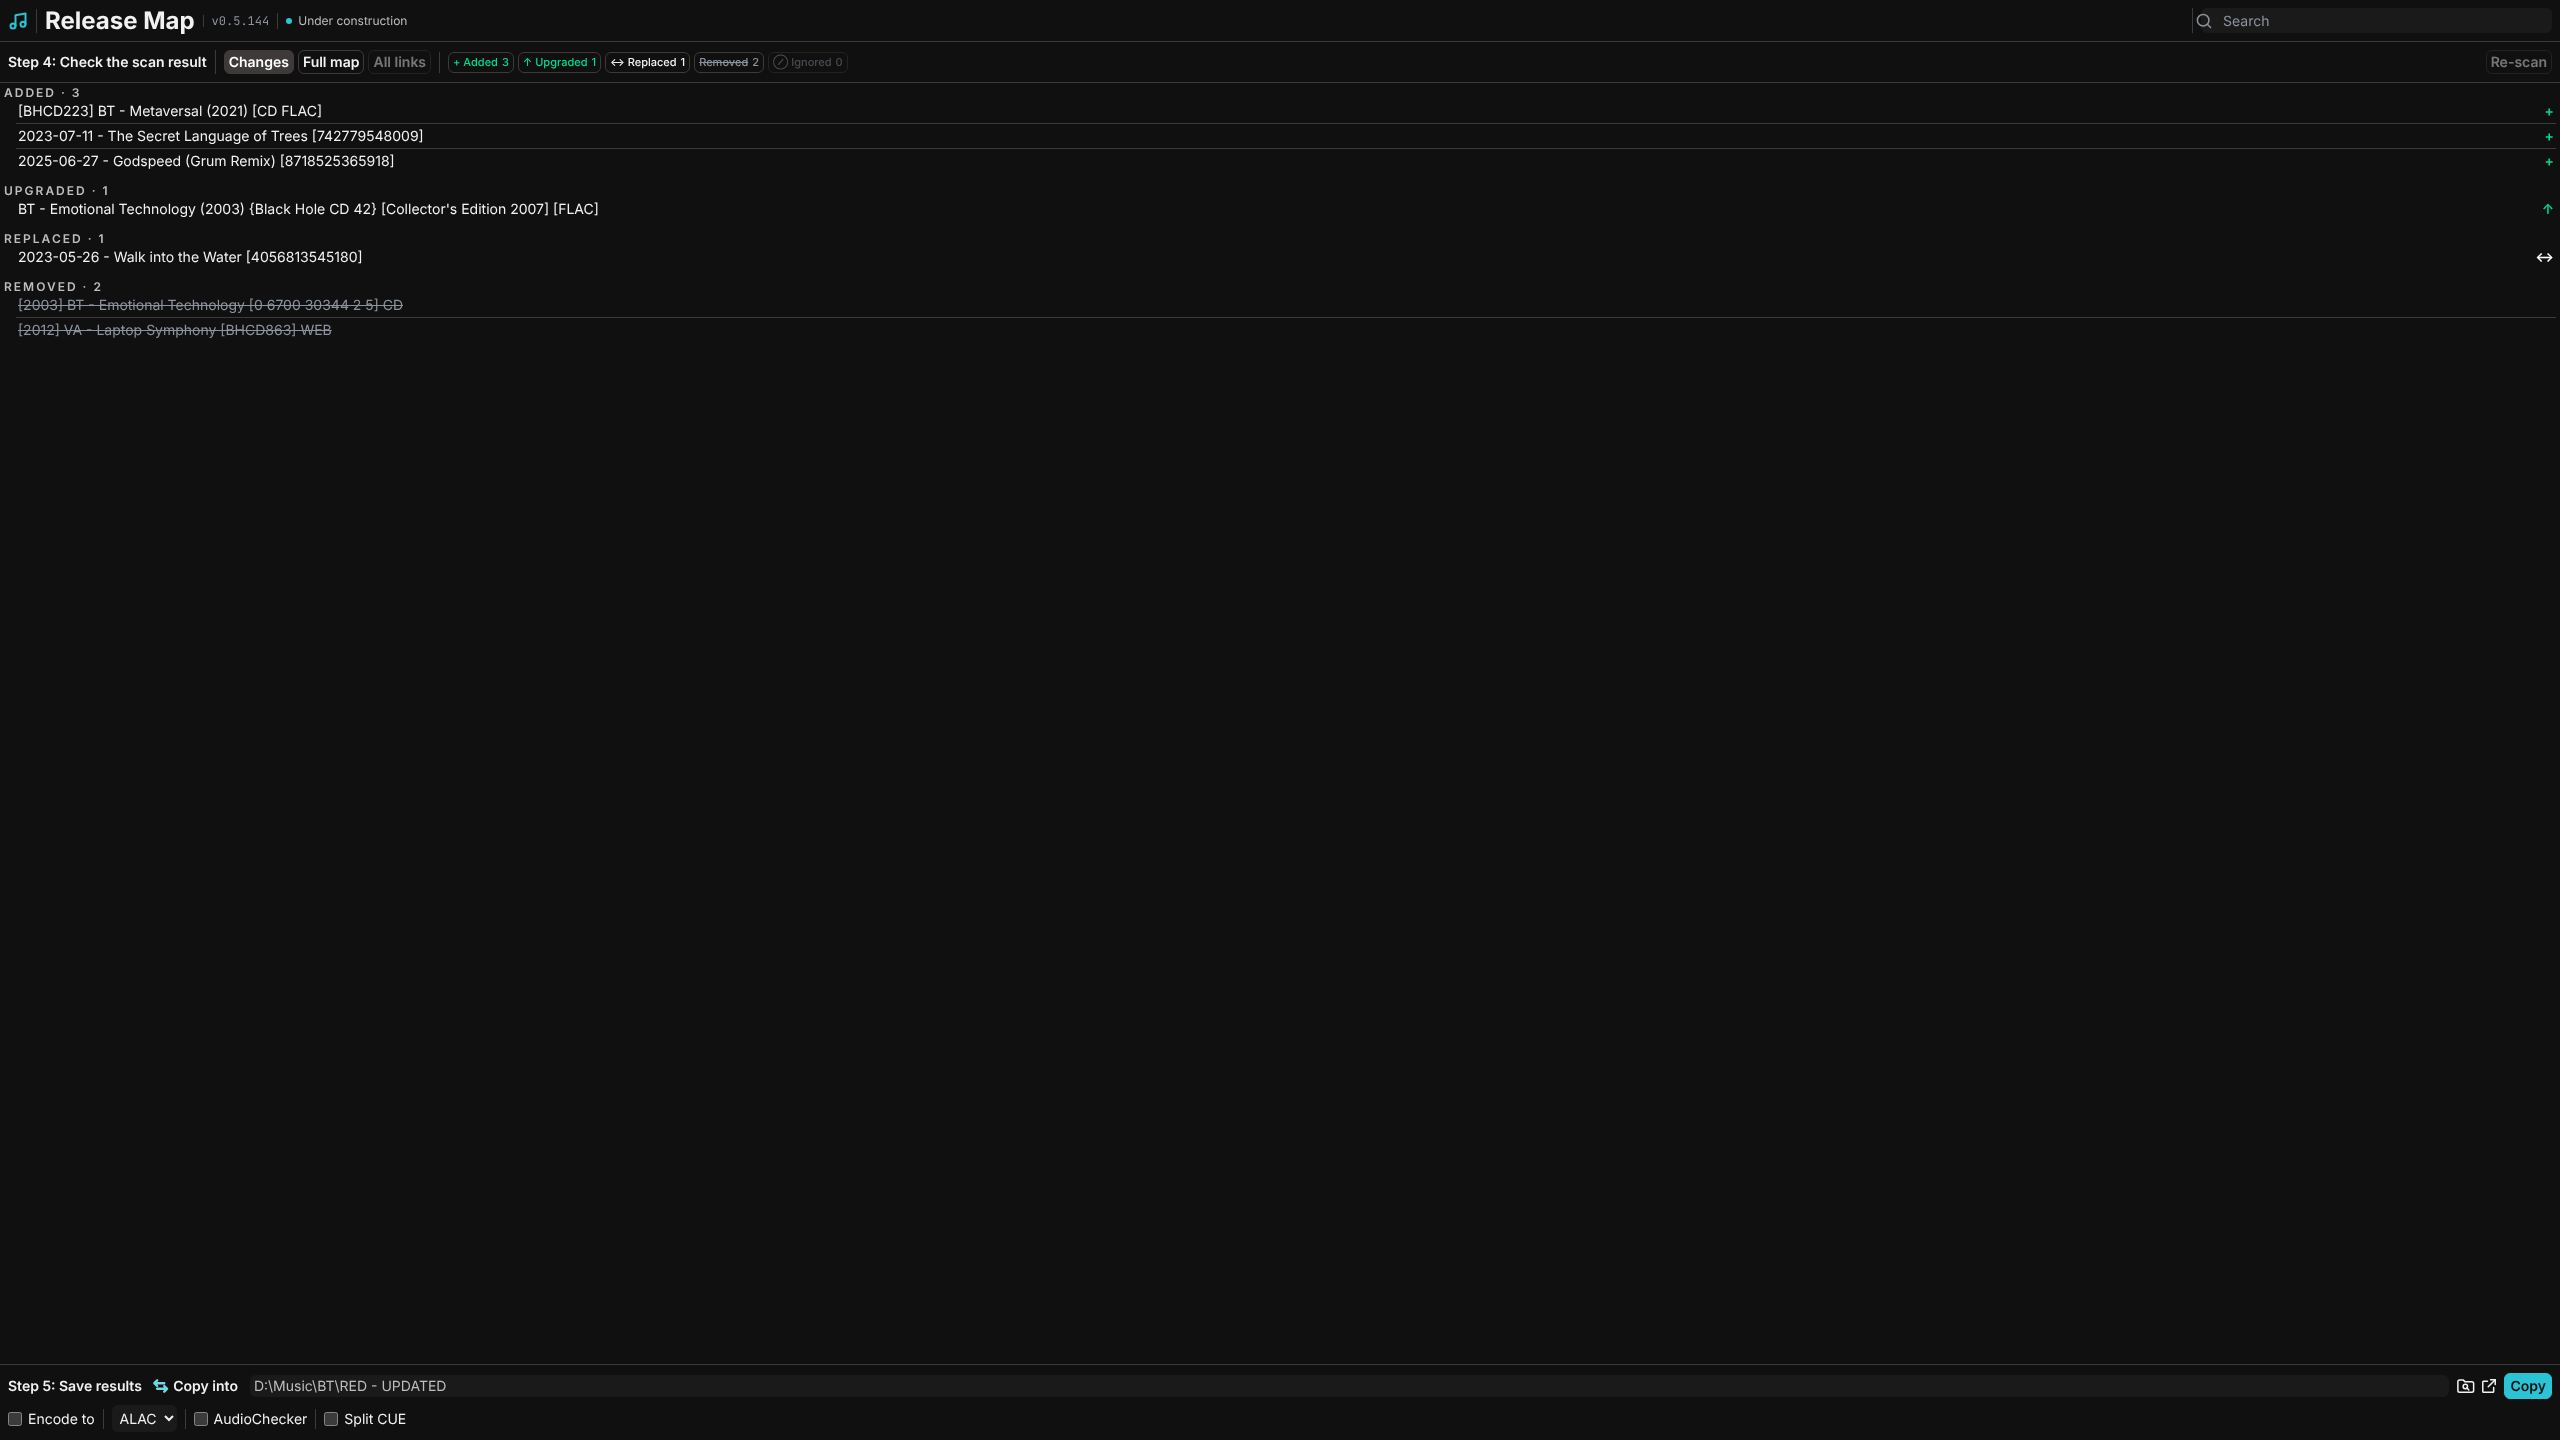 Release Map v0.5.144 Under construction Search
Step 4: Check the scan result Changes Full map All links + Added 3 ↑ Upgraded 1 ↔ Replaced 1 Removed 2 Ignored 0 Re-scan
ADDED · 3
[BHCD223] BT - Metaversal (2021) [CD FLAC] +
2023-07-11 - The Secret Language of Trees [742779548009] +
2025-06-27 - Godspeed (Grum Remix) [8718525365918] +
UPGRADED · 1
BT - Emotional Technology (2003) {Black Hole CD 42} [Collector's Edition 2007] [FLAC] ↑
REPLACED · 1
2023-05-26 - Walk into the Water [4056813545180] ↔
REMOVED · 2
[2003] BT - Emotional Technology [0 6700 30344 2 5] CD
[2012] VA - Laptop Symphony [BHCD863] WEB
Step 5: Save results Copy into D:\Music\BT\RED - UPDATED Copy
Encode to ALAC AudioChecker Split CUE